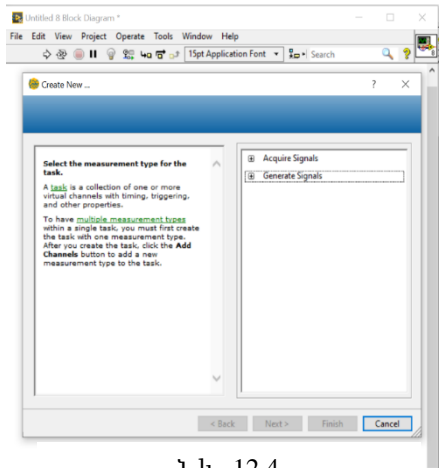 Untitled 8 Block Diagram *
File Edit View Project Operate Tools Window Help
15pt Application Font Search
Create New ...
Select the measurement type for the
task.
A task is a collection of one or more
virtual channels with timing, triggering,
and other properties.
To have multiple measurement types
within a single task, you must first create
the task with one measurement type.
After you create the task, click the Add
Channels button to add a new
measurement type to the task.
Acquire Signals
Generate Signals
< Back Next > Finish Cancel
12.4